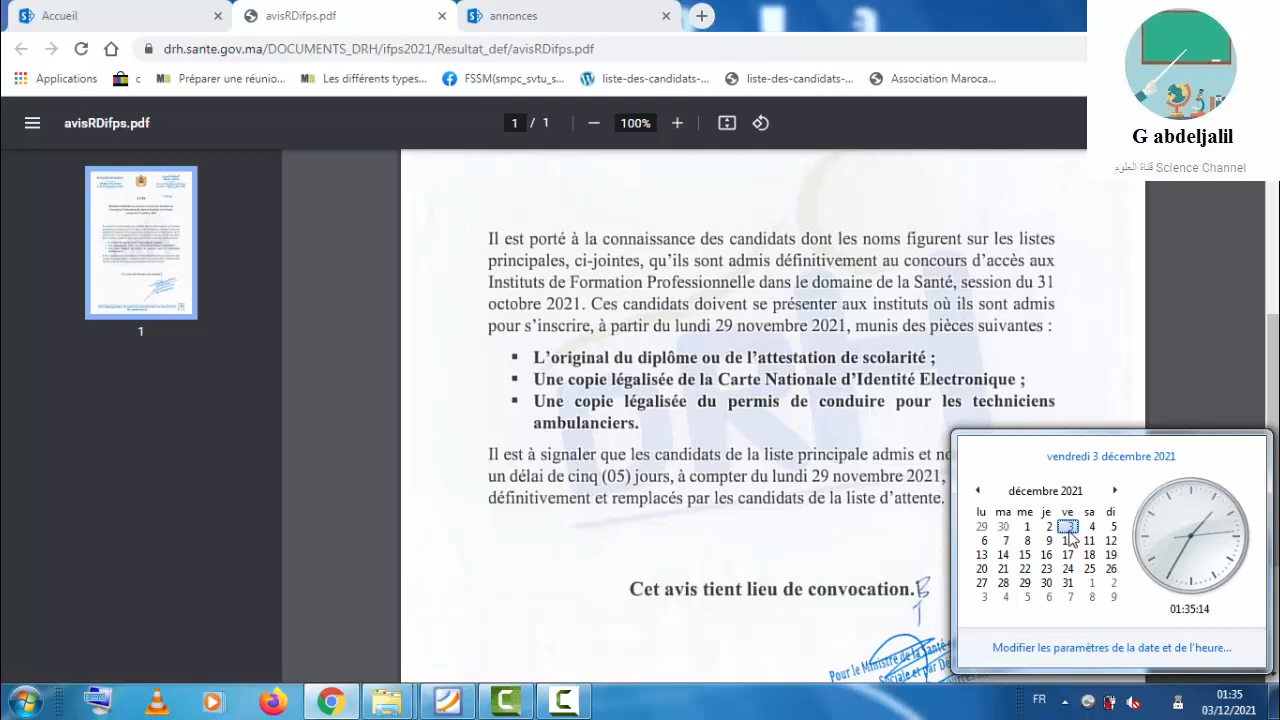 Accueil
avisRDifps.pdf
annonces
drh.sante.gov.ma/DOCUMENTS_DRH/ifps2021/Resultat_def/avisRDifps.pdf
Applications
c
Préparer une réunio...
Les différents types...
FSSM(smpc_svtu_s...
liste-des-candidats-...
liste-des-candidats-...
Association Maroca...
G abdeljalil
قناة العلوم Science Channel
avisRDifps.pdf
1 / 1
100%
1
Il est porté à la connaissance des candidats dont les noms figurent sur les listes
principales, ci-jointes, qu'ils sont admis définitivement au concours d'accès aux
Instituts de Formation Professionnelle dans le domaine de la Santé, session du 31
octobre 2021. Ces candidats doivent se présenter aux instituts où ils sont admis
pour s'inscrire, à partir du lundi 29 novembre 2021, munis des pièces suivantes :
▪ L'original du diplôme ou de l'attestation de scolarité ;
▪ Une copie légalisée de la Carte Nationale d'Identité Electronique ;
▪ Une copie légalisée du permis de conduire pour les techniciens
ambulanciers.
Il est à signaler que les candidats de la liste principale admis et
un délai de cinq (05) jours, à compter du lundi 29 novembre 2021,
définitivement et remplacés par les candidats de la liste d'attente.
Cet avis tient lieu de convocation.
Pour le Ministre de la Santé
Sociale et par
vendredi 3 décembre 2021
décembre 2021
lu ma me je ve sa di
29 30 1 2 3 4 5
6 7 8 9 10 11 12
13 14 15 16 17 18 19
20 21 22 23 24 25 26
27 28 29 30 31 1 2
3 4 5 6 7 8 9
01:35:14
Modifier les paramètres de la date et de l'heure...
FR
01:35
03/12/2021